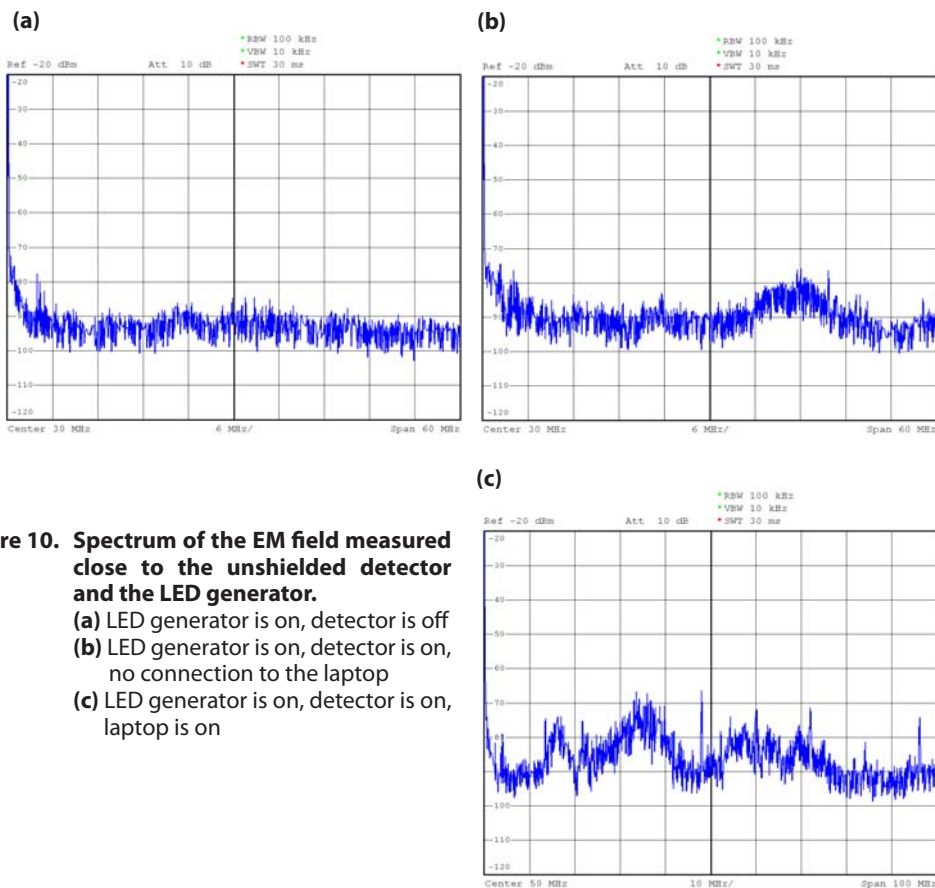 (a)
*RBW 100 kHz
*VBW 10 kHz
Ref -20 dBm Att 10 dB *SWT 30 ms
-20
-30
-40
-50
-60
-70
-80
-90
-100
-110
-120
Center 30 MHz 6 MHz/ Span 60 MHz
(b)
*RBW 100 kHz
*VBW 10 kHz
Ref -20 dBm Att 10 dB *SWT 30 ms
-20
-30
-40
-50
-60
-70
-80
-90
-100
-110
-120
Center 30 MHz 6 MHz/ Span 60 MHz
re 10. Spectrum of the EM field measured
close to the unshielded detector
and the LED generator.
(a) LED generator is on, detector is off
(b) LED generator is on, detector is on,
no connection to the laptop
(c) LED generator is on, detector is on,
laptop is on
(c)
*RBW 100 kHz
*VBW 10 kHz
Ref -20 dBm Att 10 dB *SWT 30 ms
-20
-30
-40
-50
-60
-70
-80
-90
-100
-110
-120
Center 50 MHz 10 MHz/ Span 100 MHz